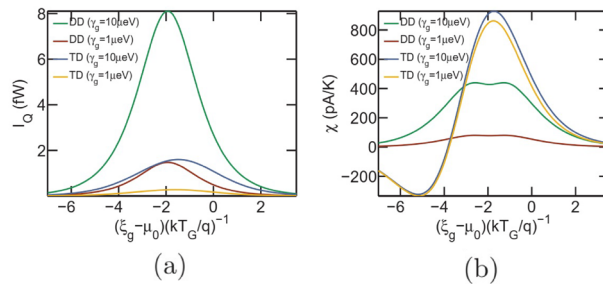 DD (γg=10μeV)
DD (γg=1μeV)
TD (γg=10μeV)
TD (γg=1μeV)
8
6
4
2
IQ (fW)
−6 −4 −2 0 2
(ξg−μ0)(kTG/q)−1
(a)
DD (γg=10μeV)
DD (γg=1μeV)
TD (γg=10μeV)
TD (γg=1μeV)
800
600
400
200
0
−200
χ (pA/K)
−6 −4 −2 0 2
(ξg−μ0)(kTG/q)−1
(b)